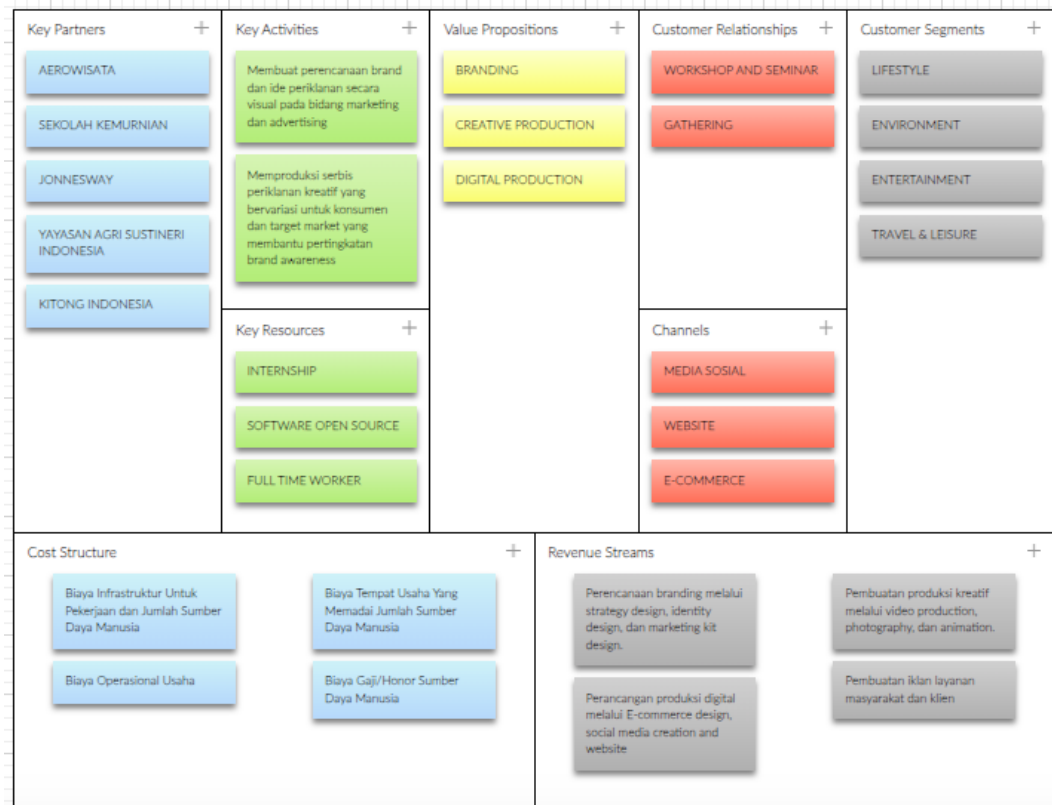 Key Partners +
AEROWISATA
SEKOLAH KEMURNIAN
JONNESWAY
YAYASAN AGRI SUSTINERI
INDONESIA
KITONG INDONESIA
Key Activities +
Membuat perencanaan brand
dan ide periklanan secara
visual pada bidang marketing
dan advertising
Memproduksi serbis
periklanan kreatif yang
bervariasi untuk konsumen
dan target market yang
membantu pertingkatan
brand awareness
Key Resources +
INTERNSHIP
SOFTWARE OPEN SOURCE
FULL TIME WORKER
Value Propositions +
BRANDING
CREATIVE PRODUCTION
DIGITAL PRODUCTION
Customer Relationships +
WORKSHOP AND SEMINAR
GATHERING
Channels +
MEDIA SOSIAL
WEBSITE
E-COMMERCE
Customer Segments +
LIFESTYLE
ENVIRONMENT
ENTERTAINMENT
TRAVEL & LEISURE
Cost Structure +
Biaya Infrastruktur Untuk
Pekerjaan dan Jumlah Sumber
Daya Manusia
Biaya Operasional Usaha
Biaya Tempat Usaha Yang
Memadai Jumlah Sumber
Daya Manusia
Biaya Gaji/Honor Sumber
Daya Manusia
Revenue Streams +
Perencanaan branding melalui
strategy design, identity
design, dan marketing kit
design.
Perancangan produksi digital
melalui E-commerce design,
social media creation and
website
Pembuatan produksi kreatif
melalui video production,
photography, dan animation.
Pembuatan iklan layanan
masyarakat dan klien